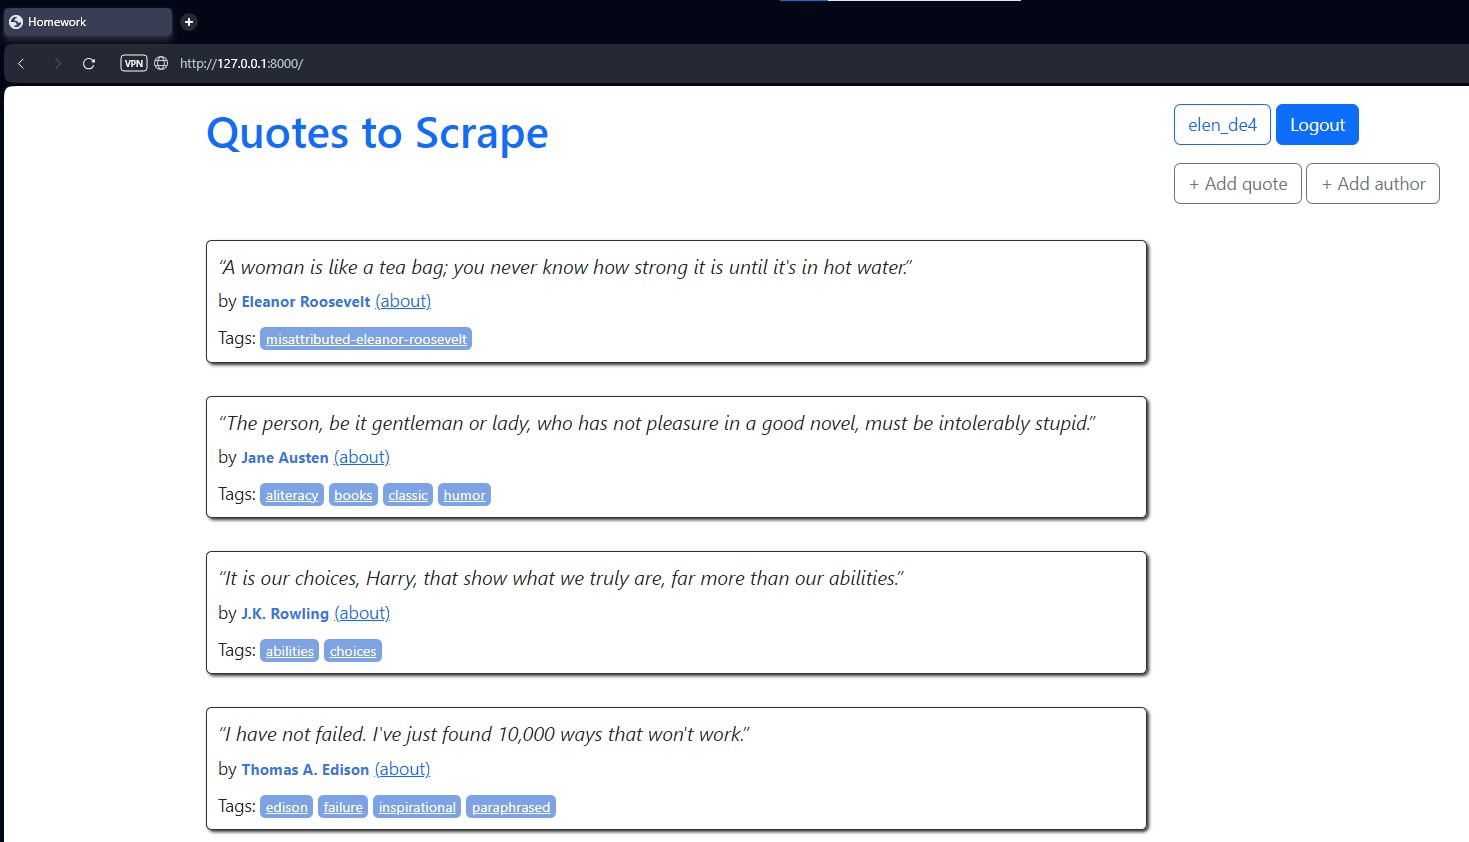 Homework
VPN http://127.0.0.1:8000/
Quotes to Scrape
elen_de4 Logout
+ Add quote + Add author
“A woman is like a tea bag; you never know how strong it is until it's in hot water.”
by Eleanor Roosevelt (about)
Tags: misattributed-eleanor-roosevelt
“The person, be it gentleman or lady, who has not pleasure in a good novel, must be intolerably stupid.”
by Jane Austen (about)
Tags: aliteracy books classic humor
“It is our choices, Harry, that show what we truly are, far more than our abilities.”
by J.K. Rowling (about)
Tags: abilities choices
“I have not failed. I've just found 10,000 ways that won't work.”
by Thomas A. Edison (about)
Tags: edison failure inspirational paraphrased